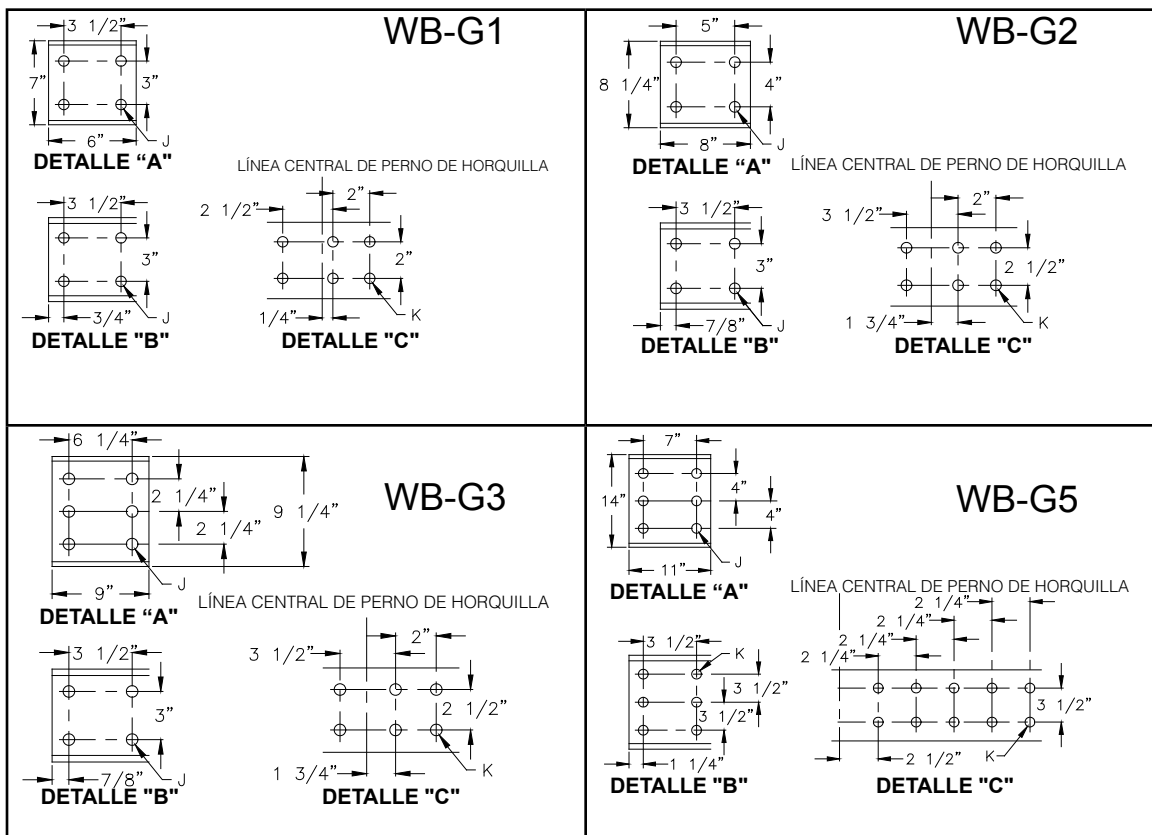 WB-G1
3 1/2”
7”
3”
J
6”
DETALLE “A"
LÍNEA CENTRAL DE PERNO DE HORQUILLA
3 1/2”
3”
J
3/4”
DETALLE "B"
2”
2 1/2”
2”
K
1/4”
DETALLE "C"
WB-G2
5”
8 1/4”
4”
J
8”
DETALLE “A"
LÍNEA CENTRAL DE PERNO DE HORQUILLA
3 1/2”
3”
J
7/8”
DETALLE "B"
2”
3 1/2”
2 1/2”
K
1 3/4”
DETALLE "C"
WB-G3
6 1/4”
2 1/4”
2 1/4”
9 1/4”
J
9”
DETALLE “A"
LÍNEA CENTRAL DE PERNO DE HORQUILLA
3 1/2”
3”
J
7/8”
DETALLE "B"
2”
3 1/2”
2 1/2”
K
1 3/4”
DETALLE "C"
WB-G5
7”
14”
4”
4”
J
11”
DETALLE “A"
LÍNEA CENTRAL DE PERNO DE HORQUILLA
3 1/2”
K
3 1/2”
3 1/2”
1 1/4”
DETALLE "B"
2 1/4”
2 1/4”
2 1/4”
2 1/4”
3 1/2”
K
2 1/2”
DETALLE "C"